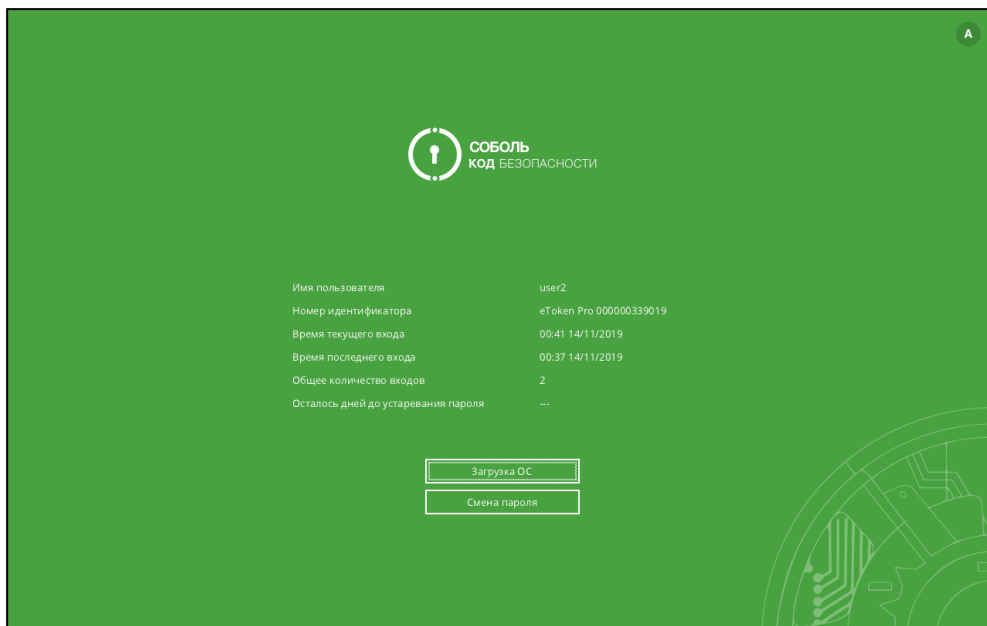 A
СОБОЛЬ
КОД БЕЗОПАСНОСТИ
Имя пользователя user2
Номер идентификатора eToken Pro 000000339019
Время текущего входа 00:41 14/11/2019
Время последнего входа 00:37 14/11/2019
Общее количество входов 2
Осталось дней до устаревания пароля ---
Загрузка ОС
Смена пароля